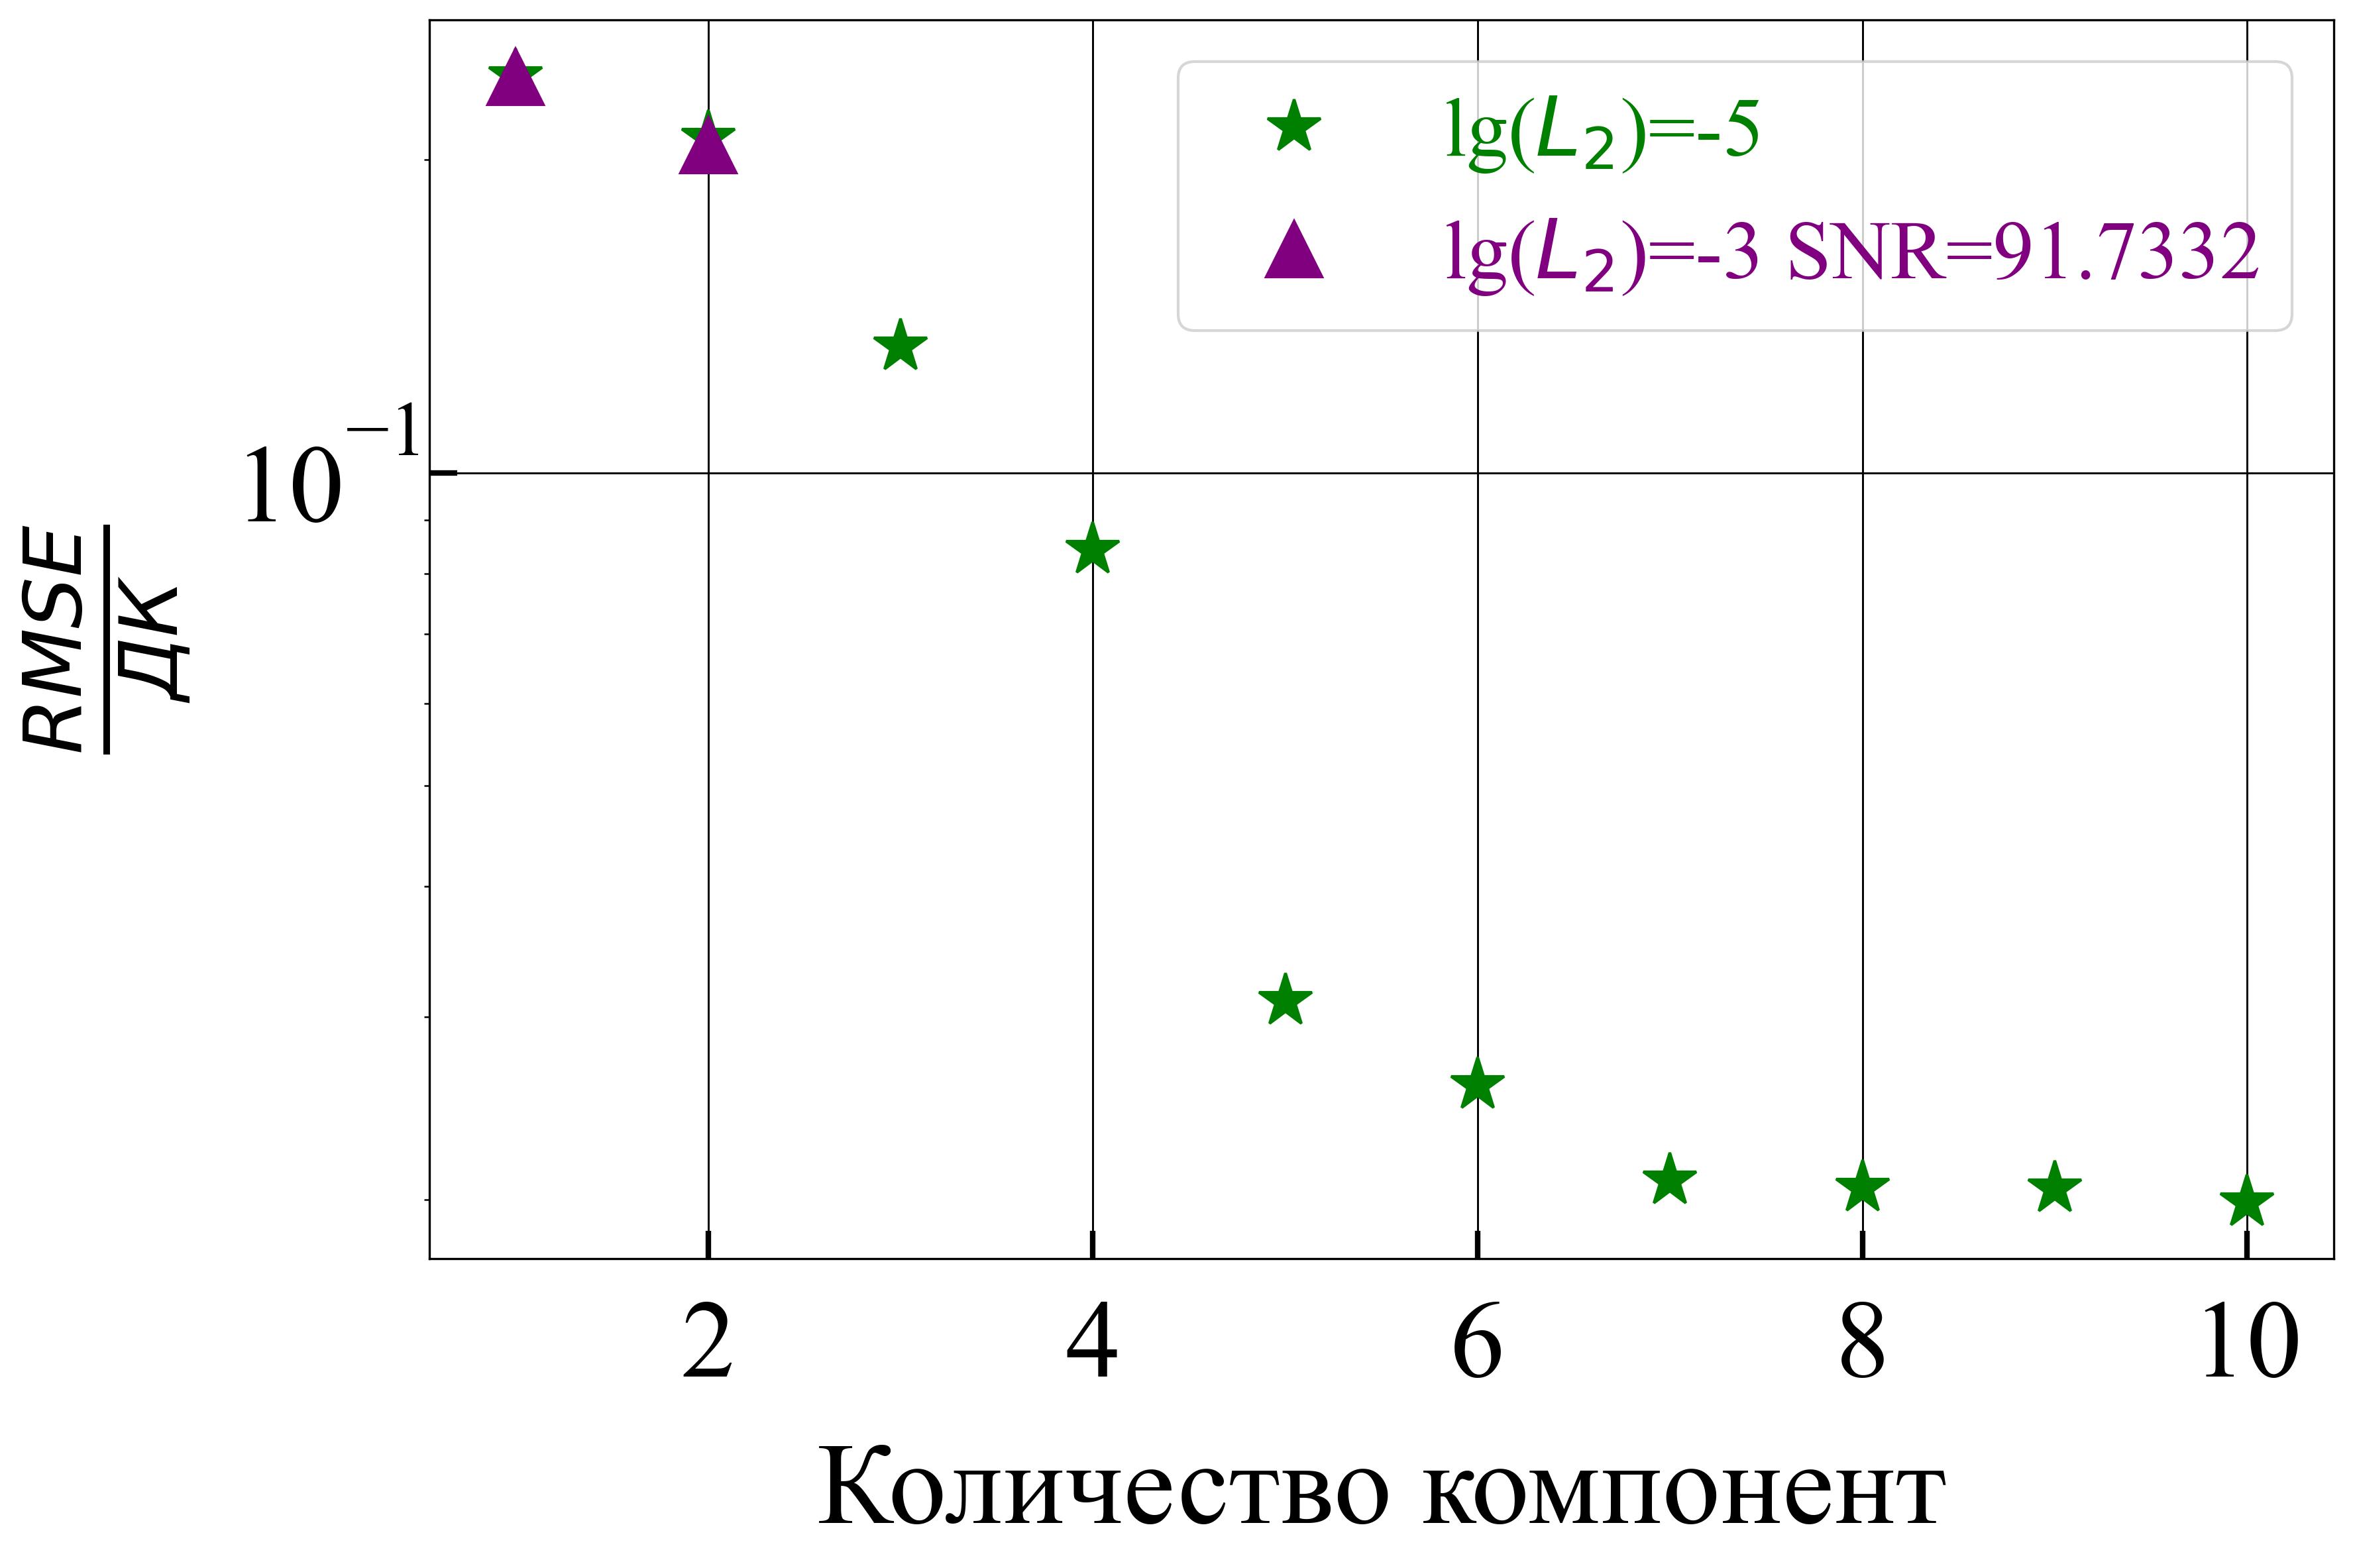 lg(L₂)=-5
lg(L₂)=-3 SNR=91.7332
10⁻¹
RMSE
ДК
2 4 6 8 10
Количество компонент